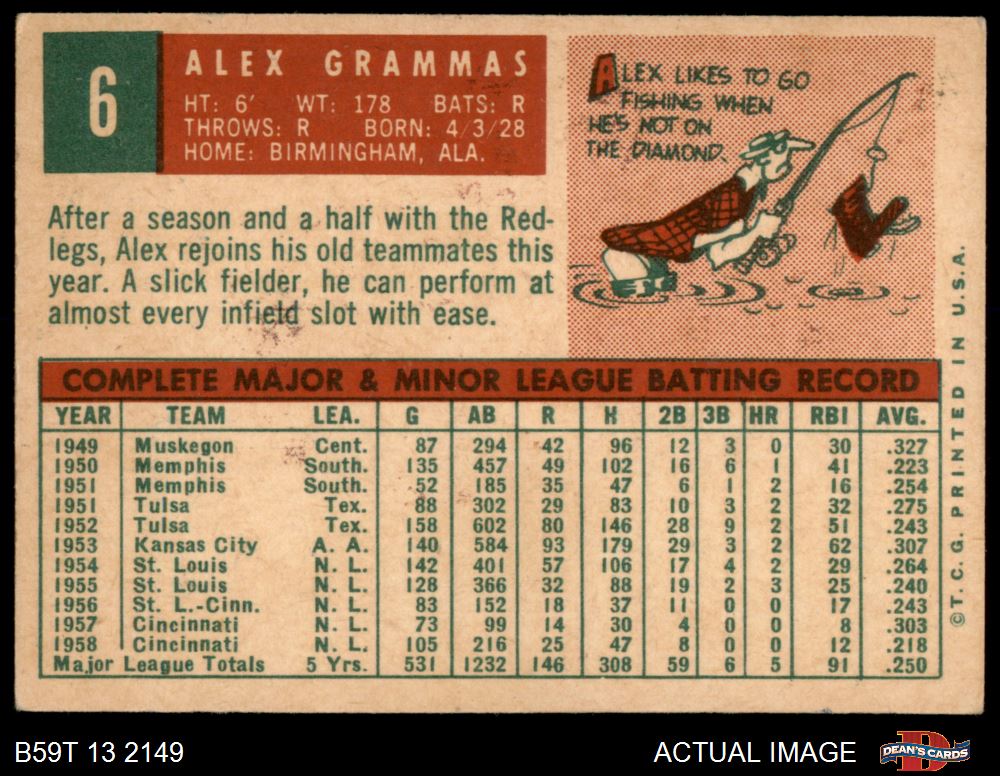 6
ALEX GRAMMAS
HT: 6' WT: 178 BATS: R
THROWS: R BORN: 4/3/28
HOME: BIRMINGHAM, ALA.
ALEX LIKES TO GO
FISHING WHEN
HE'S NOT ON
THE DIAMOND.
After a season and a half with the Red-
legs, Alex rejoins his old teammates this
year. A slick fielder, he can perform at
almost every infield slot with ease.
COMPLETE MAJOR & MINOR LEAGUE BATTING RECORD
YEAR TEAM LEA. G AB R H 2B 3B HR RBI AVG.
1949 Muskegon Cent. 87 294 42 96 12 3 0 30 .327
1950 Memphis South. 135 457 49 102 16 6 1 41 .223
1951 Memphis South. 52 185 35 47 6 1 2 16 .254
1951 Tulsa Tex. 88 302 29 83 10 3 2 32 .275
1952 Tulsa Tex. 158 602 80 146 28 9 2 51 .243
1953 Kansas City A. A. 140 584 93 179 29 3 2 62 .307
1954 St. Louis N. L. 142 401 57 106 17 4 2 29 .264
1955 St. Louis N. L. 128 366 32 88 19 2 3 25 .240
1956 St. L.-Cinn. N. L. 83 152 18 37 11 0 0 17 .243
1957 Cincinnati N. L. 73 99 14 30 4 0 0 8 .303
1958 Cincinnati N. L. 105 216 25 47 8 0 0 12 .218
Major League Totals 5 Yrs. 531 1232 146 308 59 6 5 91 .250
©T. C. G. PRINTED IN U.S.A.
B59T 13 2149
ACTUAL IMAGE
DEAN'S CARDS